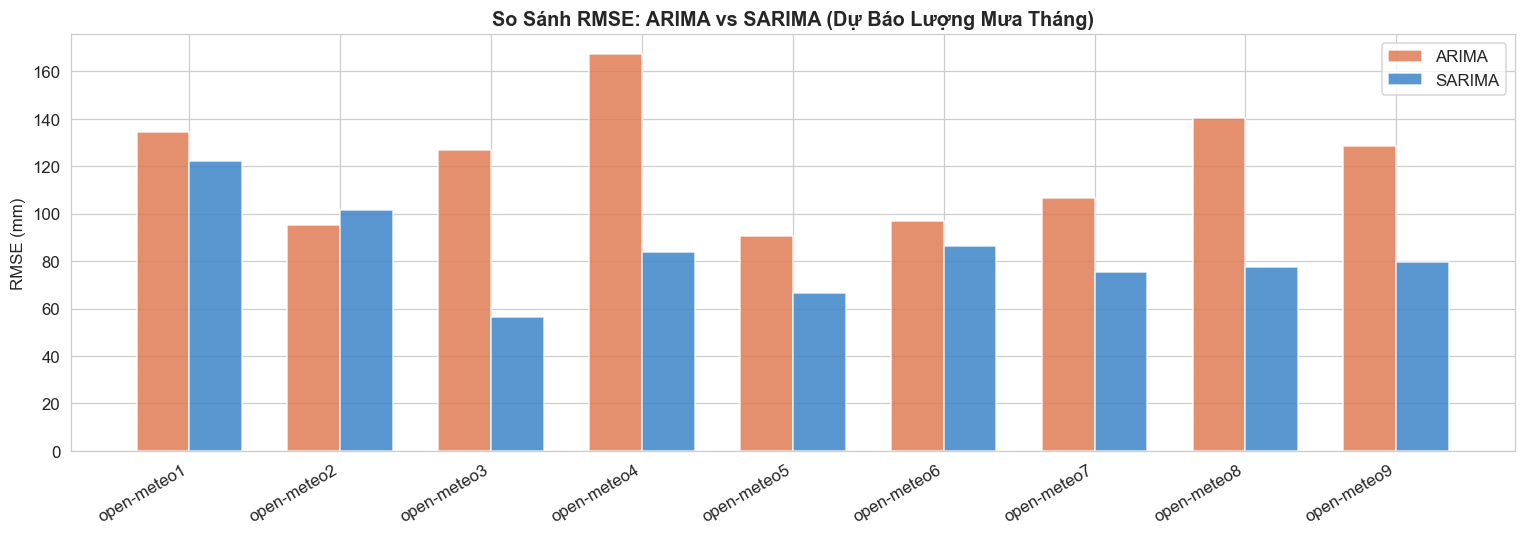 So Sánh RMSE: ARIMA vs SARIMA (Dự Báo Lượng Mưa Tháng)
ARIMA
SARIMA
RMSE (mm)
160
140
120
100
80
60
40
20
0
open-meteo1
open-meteo2
open-meteo3
open-meteo4
open-meteo5
open-meteo6
open-meteo7
open-meteo8
open-meteo9